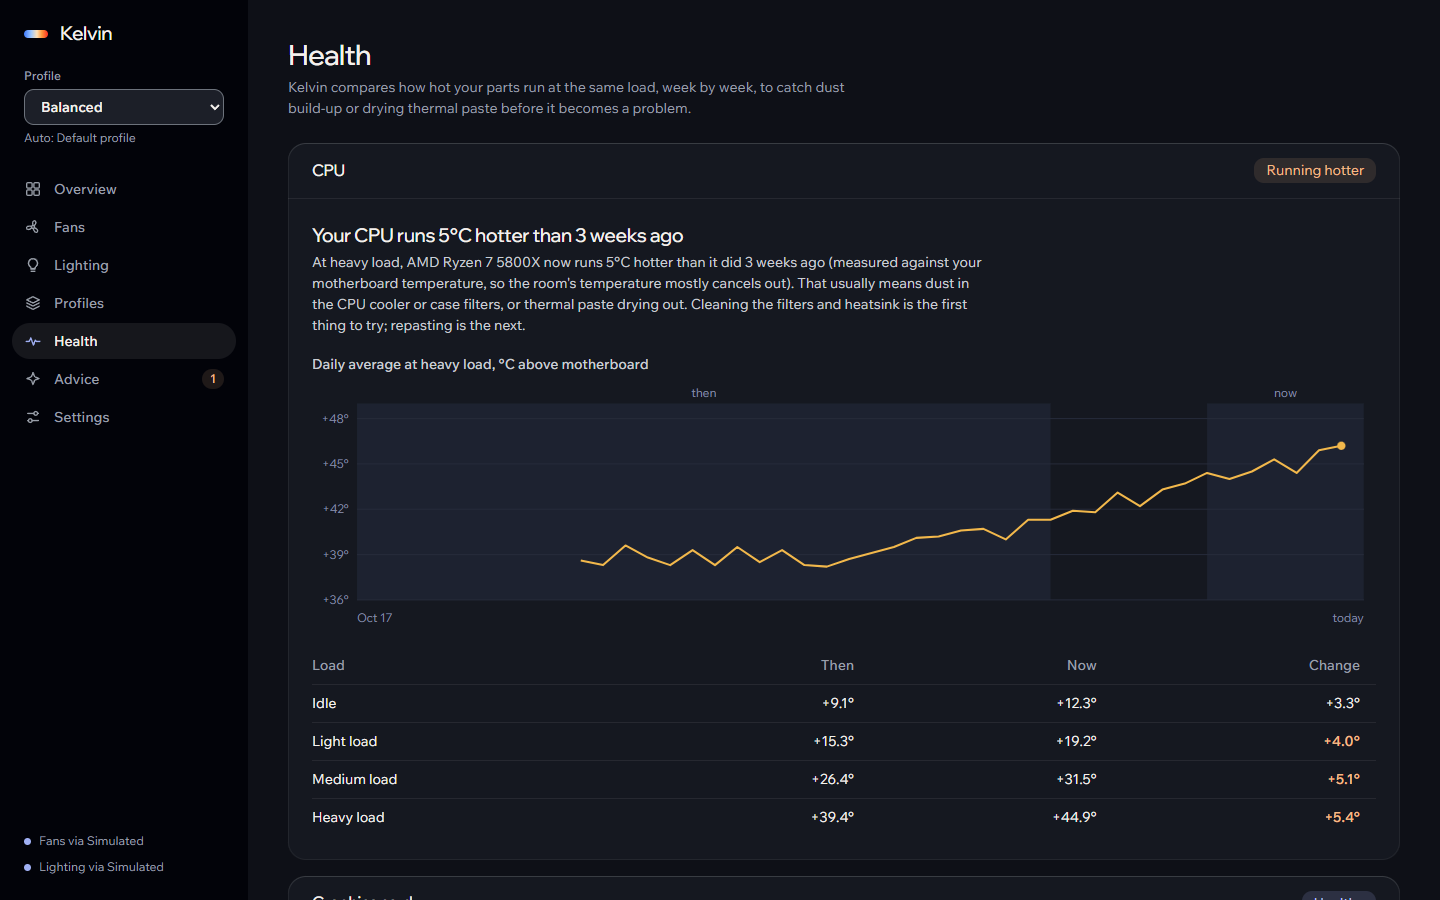 Kelvin
Profile
Balanced
Auto: Default profile
Overview
Fans
Lighting
Profiles
Health
Advice 1
Settings
Fans via Simulated
Lighting via Simulated
Health
Kelvin compares how hot your parts run at the same load, week by week, to catch dust
build-up or drying thermal paste before it becomes a problem.
CPU
Running hotter
Your CPU runs 5°C hotter than 3 weeks ago
At heavy load, AMD Ryzen 7 5800X now runs 5°C hotter than it did 3 weeks ago (measured against your
motherboard temperature, so the room's temperature mostly cancels out). That usually means dust in
the CPU cooler or case filters, or thermal paste drying out. Cleaning the filters and heatsink is the first
thing to try; repasting is the next.
Daily average at heavy load, °C above motherboard
then now
+48°
+45°
+42°
+39°
+36°
Oct 17 today
Load Then Now Change
Idle +9.1° +12.3° +3.3°
Light load +15.3° +19.2° +4.0°
Medium load +26.4° +31.5° +5.1°
Heavy load +39.4° +44.9° +5.4°